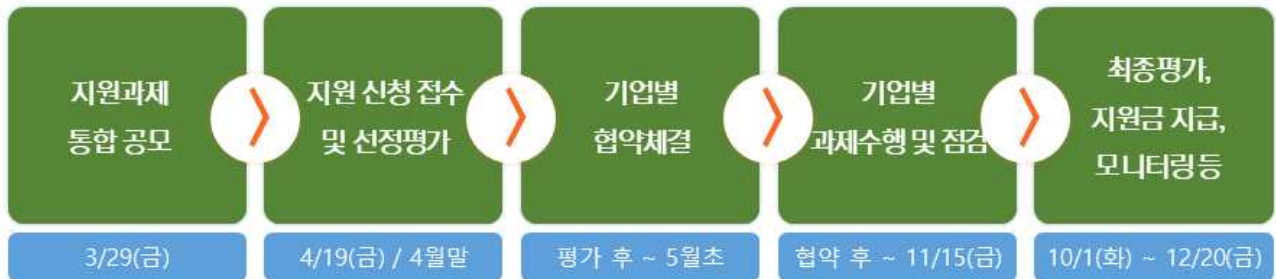 지원과제
통합 공모
지원 신청 접수
및 선정평가
기업별
협약체결
기업별
과제수행 및 점검
최종평가,
지원금 지급,
모니터링 등
3/29(금)
4/19(금) / 4월말
평가 후 ~ 5월초
협약 후 ~ 11/15(금)
10/1(화) ~ 12/20(금)